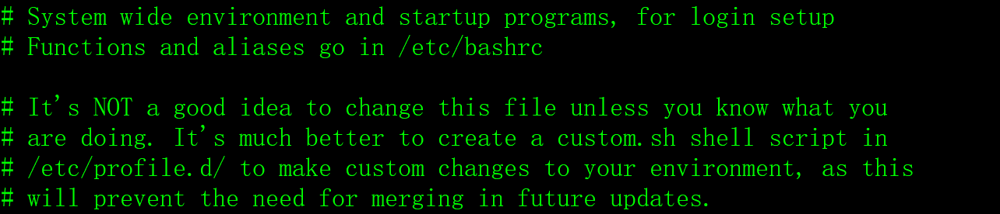 # System wide environment and startup programs, for login setup
# Functions and aliases go in /etc/bashrc
# It's NOT a good idea to change this file unless you know what you
# are doing. It's much better to create a custom.sh shell script in
# /etc/profile.d/ to make custom changes to your environment, as this
# will prevent the need for merging in future updates.